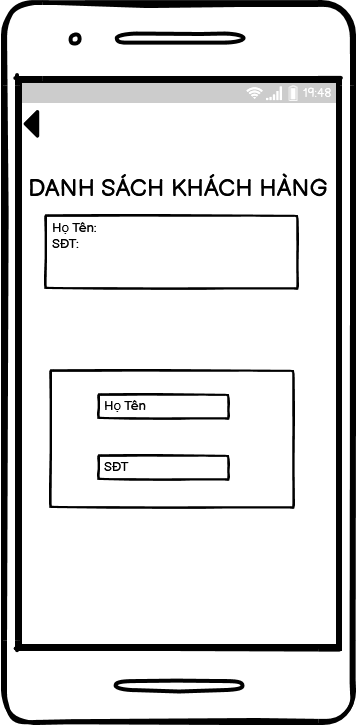 19:48
DANH SÁCH KHÁCH HÀNG
Họ Tên:
SĐT:
Họ Tên
SĐT